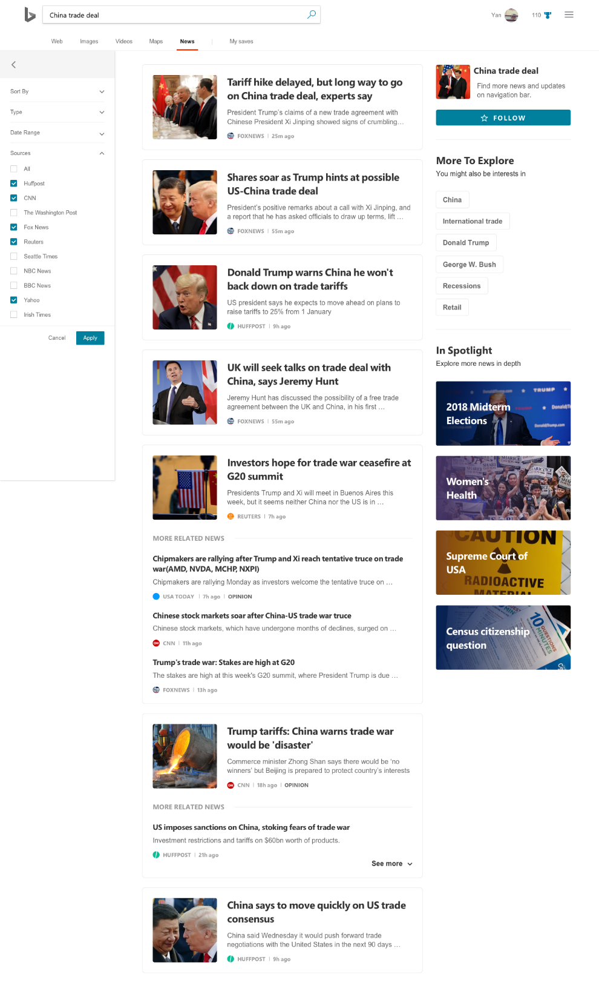 China trade deal
Yan
110
Web
Images
Videos
Maps
News
My saves
Sort By
Type
Date Range
Sources
All
Huffpost
CNN
The Washington Post
Fox News
Reuters
Seattle Times
NBC News
BBC News
Yahoo
Irish Times
Cancel
Apply
Tariff hike delayed, but long way to go
on China trade deal, experts say
President Trump's claims of a new trade agreement with
Chinese President Xi Jinping showed signs of crumbling...
FOXNEWS | 25m ago
Shares soar as Trump hints at possible
US-China trade deal
President's positive remarks about a call with Xi Jinping, and
a report that he has asked officials to draw up terms, lift ...
FOXNEWS | 55m ago
Donald Trump warns China he won't
back down on trade tariffs
US president says he expects to move ahead on plans to
raise tariffs to 25% from 1 January
HUFFPOST | 9h ago
UK will seek talks on trade deal with
China, says Jeremy Hunt
Jeremy Hunt has discussed the possibility of a free trade
agreement between the UK and China, in his first ...
FOXNEWS | 55m ago
Investors hope for trade war ceasefire at
G20 summit
Presidents Trump and Xi will meet in Buenos Aires this
week, but it seems neither China nor the US is in ...
REUTERS | 7h ago
MORE RELATED NEWS
Chipmakers are rallying after Trump and Xi reach tentative truce on trade
war(AMD, NVDA, MCHP, NXPI)
Chipmakers are rallying Monday as investors welcome the tentative truce on ...
USA TODAY | 7h ago | OPINION
Chinese stock markets soar after China-US trade war truce
Chinese stock markets, which have undergone months of declines, surged on ...
CNN | 11h ago
Trump's trade war: Stakes are high at G20
The stakes are high at this week's G20 summit, where President Trump is due ...
FOXNEWS | 13h ago
Trump tariffs: China warns trade war
would be 'disaster'
Commerce minister Zhong Shan says there would be 'no
winners' but Beijing is prepared to protect country's interests
CNN | 18h ago | OPINION
MORE RELATED NEWS
US imposes sanctions on China, stoking fears of trade war
Investment restrictions and tariffs on $60bn worth of products.
HUFFPOST | 21h ago
See more
China says to move quickly on US trade
consensus
China said Wednesday it would push forward trade
negotiations with the United States in the next 90 days ...
HUFFPOST | 9h ago
China trade deal
Find more news and updates
on navigation bar.
FOLLOW
More To Explore
You might also be interests in
China
International trade
Donald Trump
George W. Bush
Recessions
Retail
In Spotlight
Explore more news in depth
TRUMP
2018 Midterm
Elections
DonaldJTrump.com
Women's
Health
CAUTION
Supreme Court of
USA
RADIOACTIVE
MATERIAL
10
QUESTIONS
MINUTES
Census citizenship
question